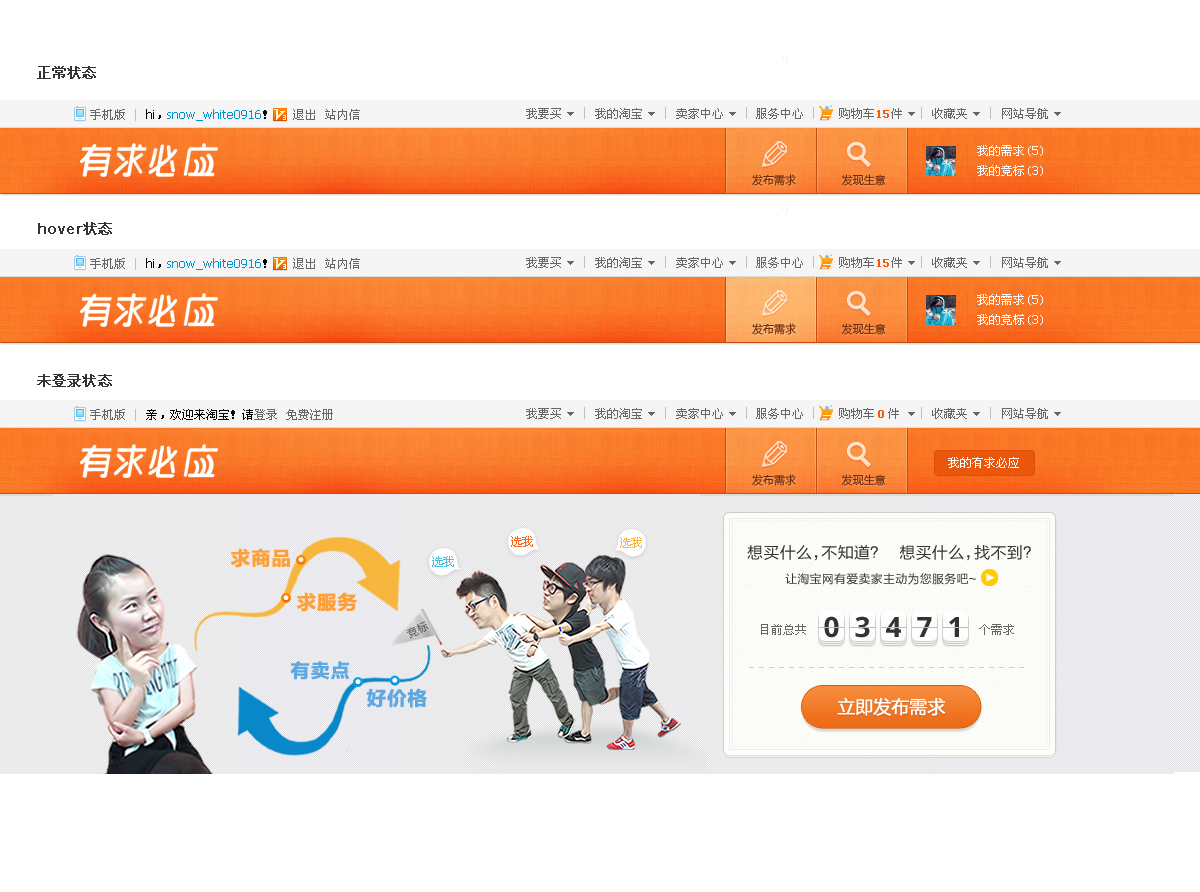 正常状态
手机版 | hi，snow_white0916！ 退出 站内信 我要买 | 我的淘宝 | 卖家中心 | 服务中心 | 购物车15件 | 收藏夹 | 网站导航
有求必应 发布需求 发现生意 我的需求(5)
我的竞标(3)
hover状态
手机版 | hi，snow_white0916！ 退出 站内信 我要买 | 我的淘宝 | 卖家中心 | 服务中心 | 购物车15件 | 收藏夹 | 网站导航
有求必应 发布需求 发现生意 我的需求(5)
我的竞标(3)
未登录状态
手机版 | 亲，欢迎来淘宝！请登录 免费注册 我要买 | 我的淘宝 | 卖家中心 | 服务中心 | 购物车 0 件 | 收藏夹 | 网站导航
有求必应 发布需求 发现生意 我的有求必应
求商品
求服务
有卖点
好价格
竞标
选我
选我
选我
想买什么,不知道? 想买什么,找不到?
让淘宝网有爱卖家主动为您服务吧~
目前总共 0 3 4 7 1 个需求
立即发布需求